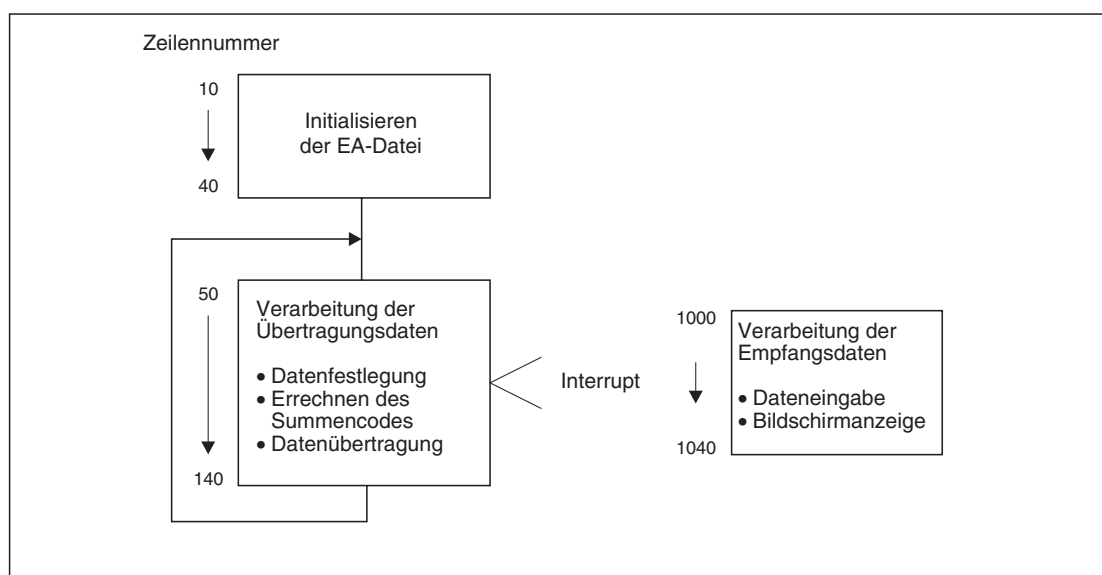 Zeilennummer
10
40
Initialisieren
der EA-Datei
50
140
Verarbeitung der
Übertragungsdaten
• Datenfestlegung
• Errechnen des
Summencodes
• Datenübertragung
Interrupt
1000
1040
Verarbeitung der
Empfangsdaten
• Dateneingabe
• Bildschirmanzeige